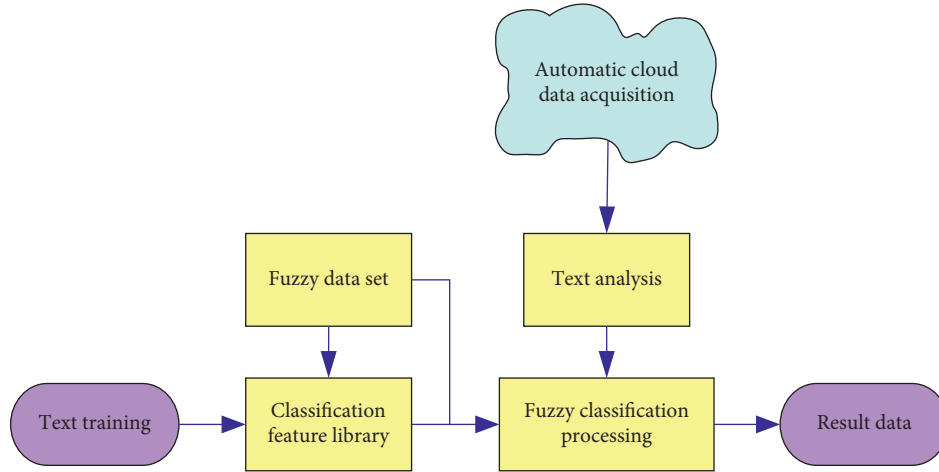 Automatic cloud
data acquisition
Fuzzy data set
Text analysis
Text training
Classification
feature library
Fuzzy classification
processing
Result data